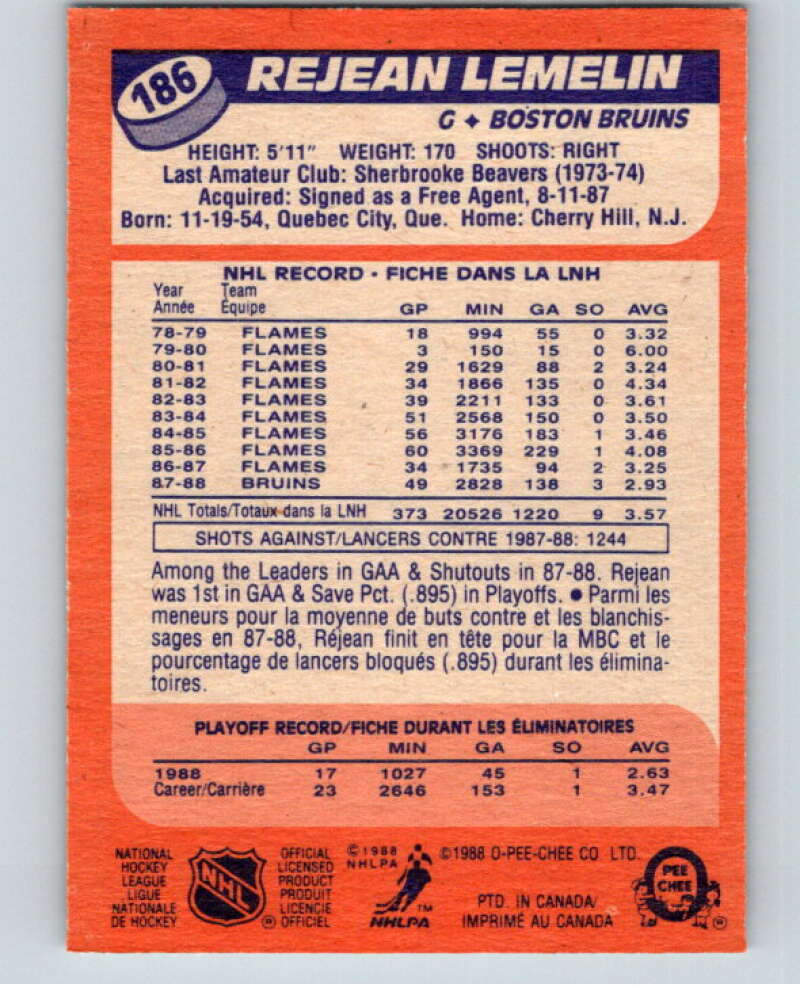 186
REJEAN LEMELIN
G ✦ BOSTON BRUINS
HEIGHT: 5'11" WEIGHT: 170 SHOOTS: RIGHT
Last Amateur Club: Sherbrooke Beavers (1973-74)
Acquired: Signed as a Free Agent, 8-11-87
Born: 11-19-54, Quebec City, Que. Home: Cherry Hill, N.J.
NHL RECORD • FICHE DANS LA LNH
Year Team
Année Équipe GP MIN GA SO AVG
78-79 FLAMES 18 994 55 0 3.32
79-80 FLAMES 3 150 15 0 6.00
80-81 FLAMES 29 1629 88 2 3.24
81-82 FLAMES 34 1866 135 0 4.34
82-83 FLAMES 39 2211 133 0 3.61
83-84 FLAMES 51 2568 150 0 3.50
84-85 FLAMES 56 3176 183 1 3.46
85-86 FLAMES 60 3369 229 1 4.08
86-87 FLAMES 34 1735 94 2 3.25
87-88 BRUINS 49 2828 138 3 2.93
NHL Totals/Totaux dans la LNH 373 20526 1220 9 3.57
SHOTS AGAINST/LANCERS CONTRE 1987-88: 1244
Among the Leaders in GAA & Shutouts in 87-88. Rejean
was 1st in GAA & Save Pct. (.895) in Playoffs. ● Parmi les
meneurs pour la moyenne de buts contre et les blanchis-
sages en 87-88, Réjean finit en tête pour la MBC et le
pourcentage de lancers bloqués (.895) durant les élimina-
toires.
PLAYOFF RECORD/FICHE DURANT LES ÉLIMINATOIRES
GP MIN GA SO AVG
1988 17 1027 45 1 2.63
Career/Carrière 23 2646 153 1 3.47
NATIONAL
HOCKEY
LEAGUE
LIGUE
NATIONALE
DE HOCKEY
NHL
®
OFFICIAL
LICENSED
PRODUCT
PRODUIT
LICENCIÉ
OFFICIEL
©1988
NHLPA
™
NHLPA
©1988 O-PEE-CHEE CO. LTD.
PTD. IN CANADA/
IMPRIMÉ AU CANADA
PEE
CHEE
®